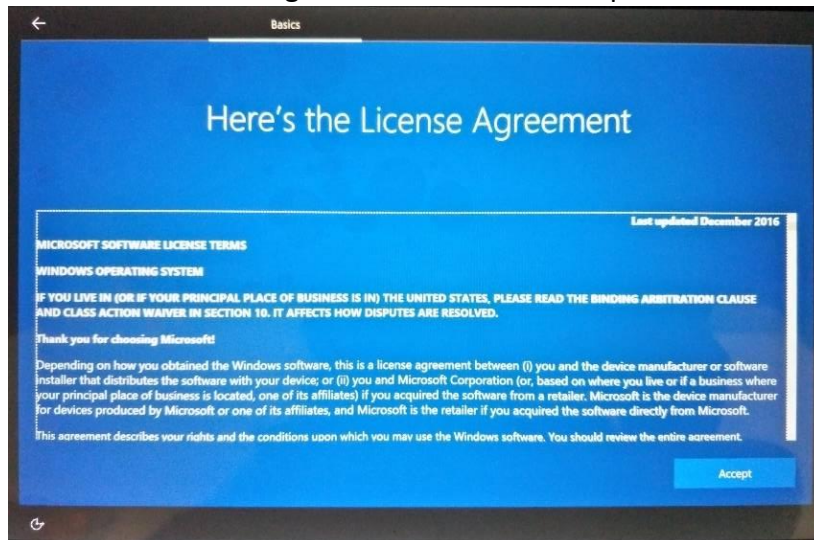 Basics
Here's the License Agreement
Last updated December 2016
MICROSOFT SOFTWARE LICENSE TERMS
WINDOWS OPERATING SYSTEM
IF YOU LIVE IN (OR IF YOUR PRINCIPAL PLACE OF BUSINESS IS IN) THE UNITED STATES, PLEASE READ THE BINDING ARBITRATION CLAUSE
AND CLASS ACTION WAIVER IN SECTION 10. IT AFFECTS HOW DISPUTES ARE RESOLVED.
Thank you for choosing Microsoft!
Depending on how you obtained the Windows software, this is a license agreement between (i) you and the device manufacturer or software
installer that distributes the software with your device; or (ii) you and Microsoft Corporation (or, based on where you live or if a business where
your principal place of business is located, one of its affiliates) if you acquired the software from a retailer. Microsoft is the device manufacturer
for devices produced by Microsoft or one of its affiliates, and Microsoft is the retailer if you acquired the software directly from Microsoft.
This agreement describes your rights and the conditions upon which you may use the Windows software. You should review the entire agreement,
Accept